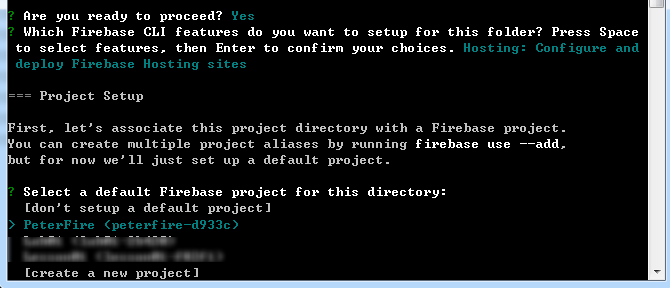 ? Are you ready to proceed? Yes
? Which Firebase CLI features do you want to setup for this folder? Press Space
to select features, then Enter to confirm your choices. Hosting: Configure and
deploy Firebase Hosting sites
=== Project Setup
First, let's associate this project directory with a Firebase project.
You can create multiple project aliases by running firebase use --add,
but for now we'll just set up a default project.
? Select a default Firebase project for this directory:
[don't setup a default project]
> PeterFire (peterfire-d933c)
[create a new project]